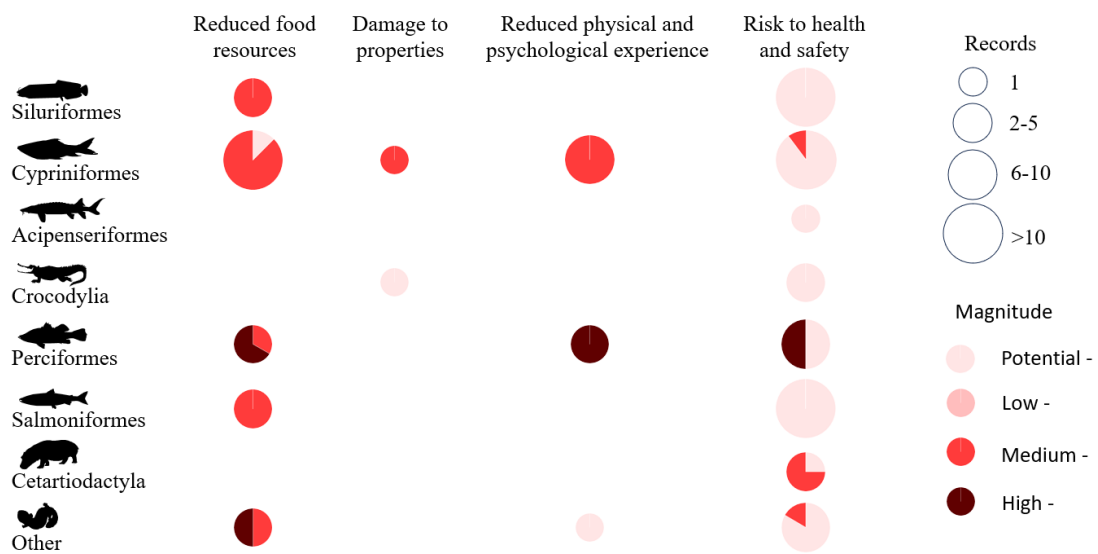 Reduced food
resources
Damage to
properties
Reduced physical and
psychological experience
Risk to health
and safety
Siluriformes
Cypriniformes
Acipenseriformes
Crocodylia
Perciformes
Salmoniformes
Cetartiodactyla
Other
Records
1
2-5
6-10
>10
Magnitude
Potential -
Low -
Medium -
High -